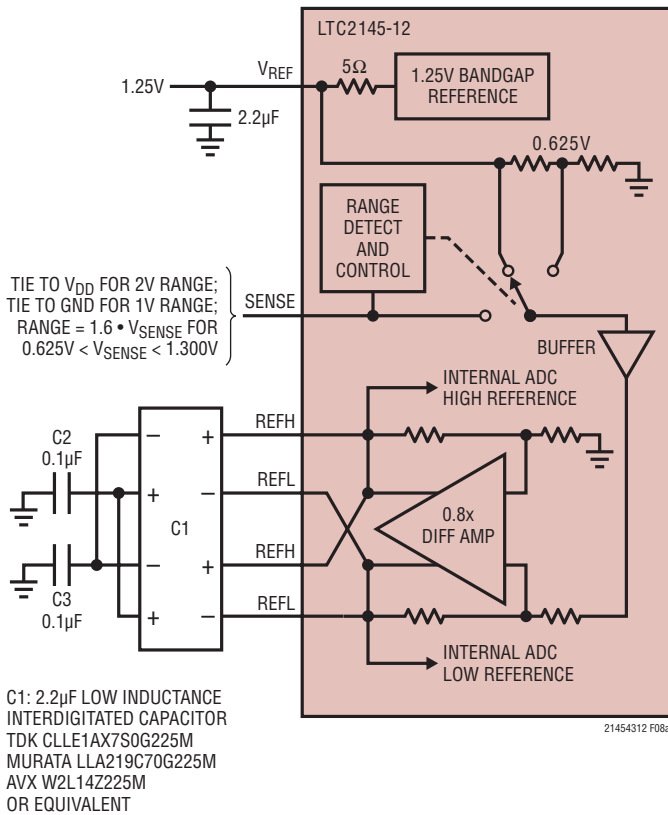 LTC2145-12
VREF
5Ω
1.25V
1.25V BANDGAP
REFERENCE
2.2µF
0.625V
RANGE
DETECT
AND
CONTROL
TIE TO VDD FOR 2V RANGE;
TIE TO GND FOR 1V RANGE;
RANGE = 1.6 • VSENSE FOR
0.625V < VSENSE < 1.300V
SENSE
BUFFER
INTERNAL ADC
HIGH REFERENCE
REFH
C2
0.1µF
REFL
0.8x
DIFF AMP
C1
REFH
C3
0.1µF
REFL
– +
+ –
– +
+ –
INTERNAL ADC
LOW REFERENCE
C1: 2.2µF LOW INDUCTANCE
INTERDIGITATED CAPACITOR
TDK CLLE1AX7S0G225M
MURATA LLA219C70G225M
AVX W2L14Z225M
OR EQUIVALENT
21454312 F08a